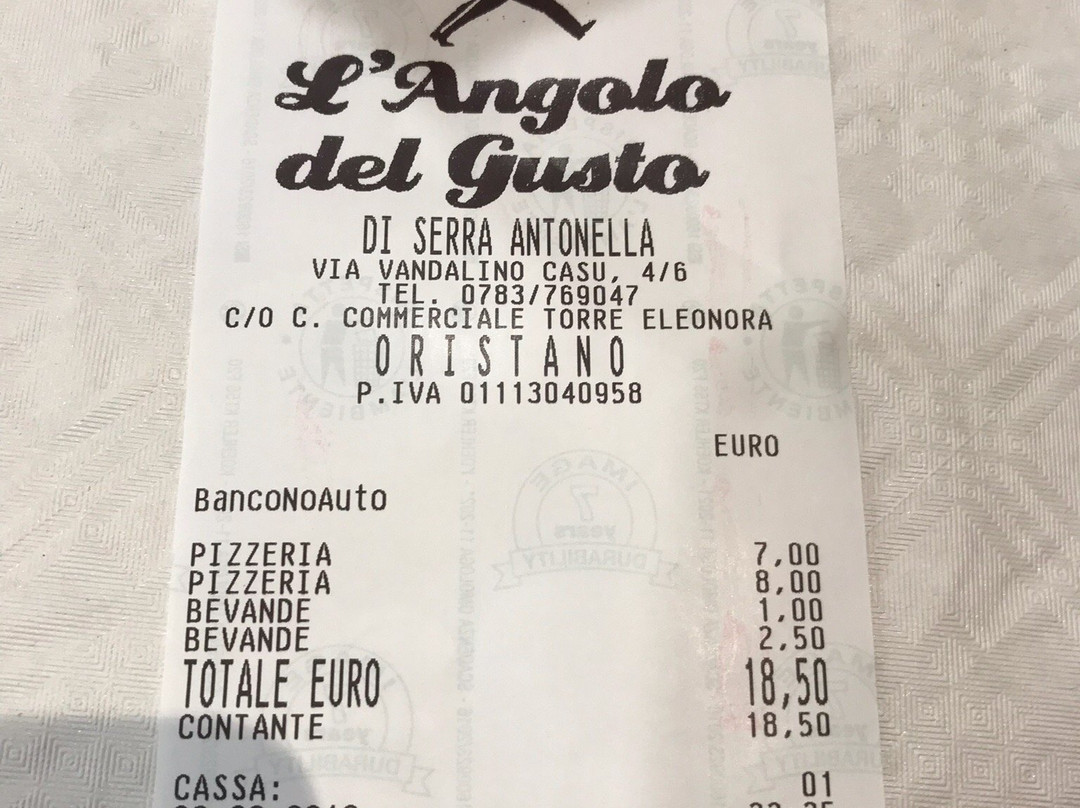 L'Angolo
del Gusto
DI SERRA ANTONELLA
VIA VANDALINO CASU, 4/6
TEL. 0783/769047
C/O C. COMMERCIALE TORRE ELEONORA
ORISTANO
P.IVA 01113040958
EURO
BancoNoAuto
PIZZERIA 7,00
PIZZERIA 8,00
BEVANDE 1,00
BEVANDE 2,50
TOTALE EURO 18,50
CONTANTE 18,50
CASSA: 01